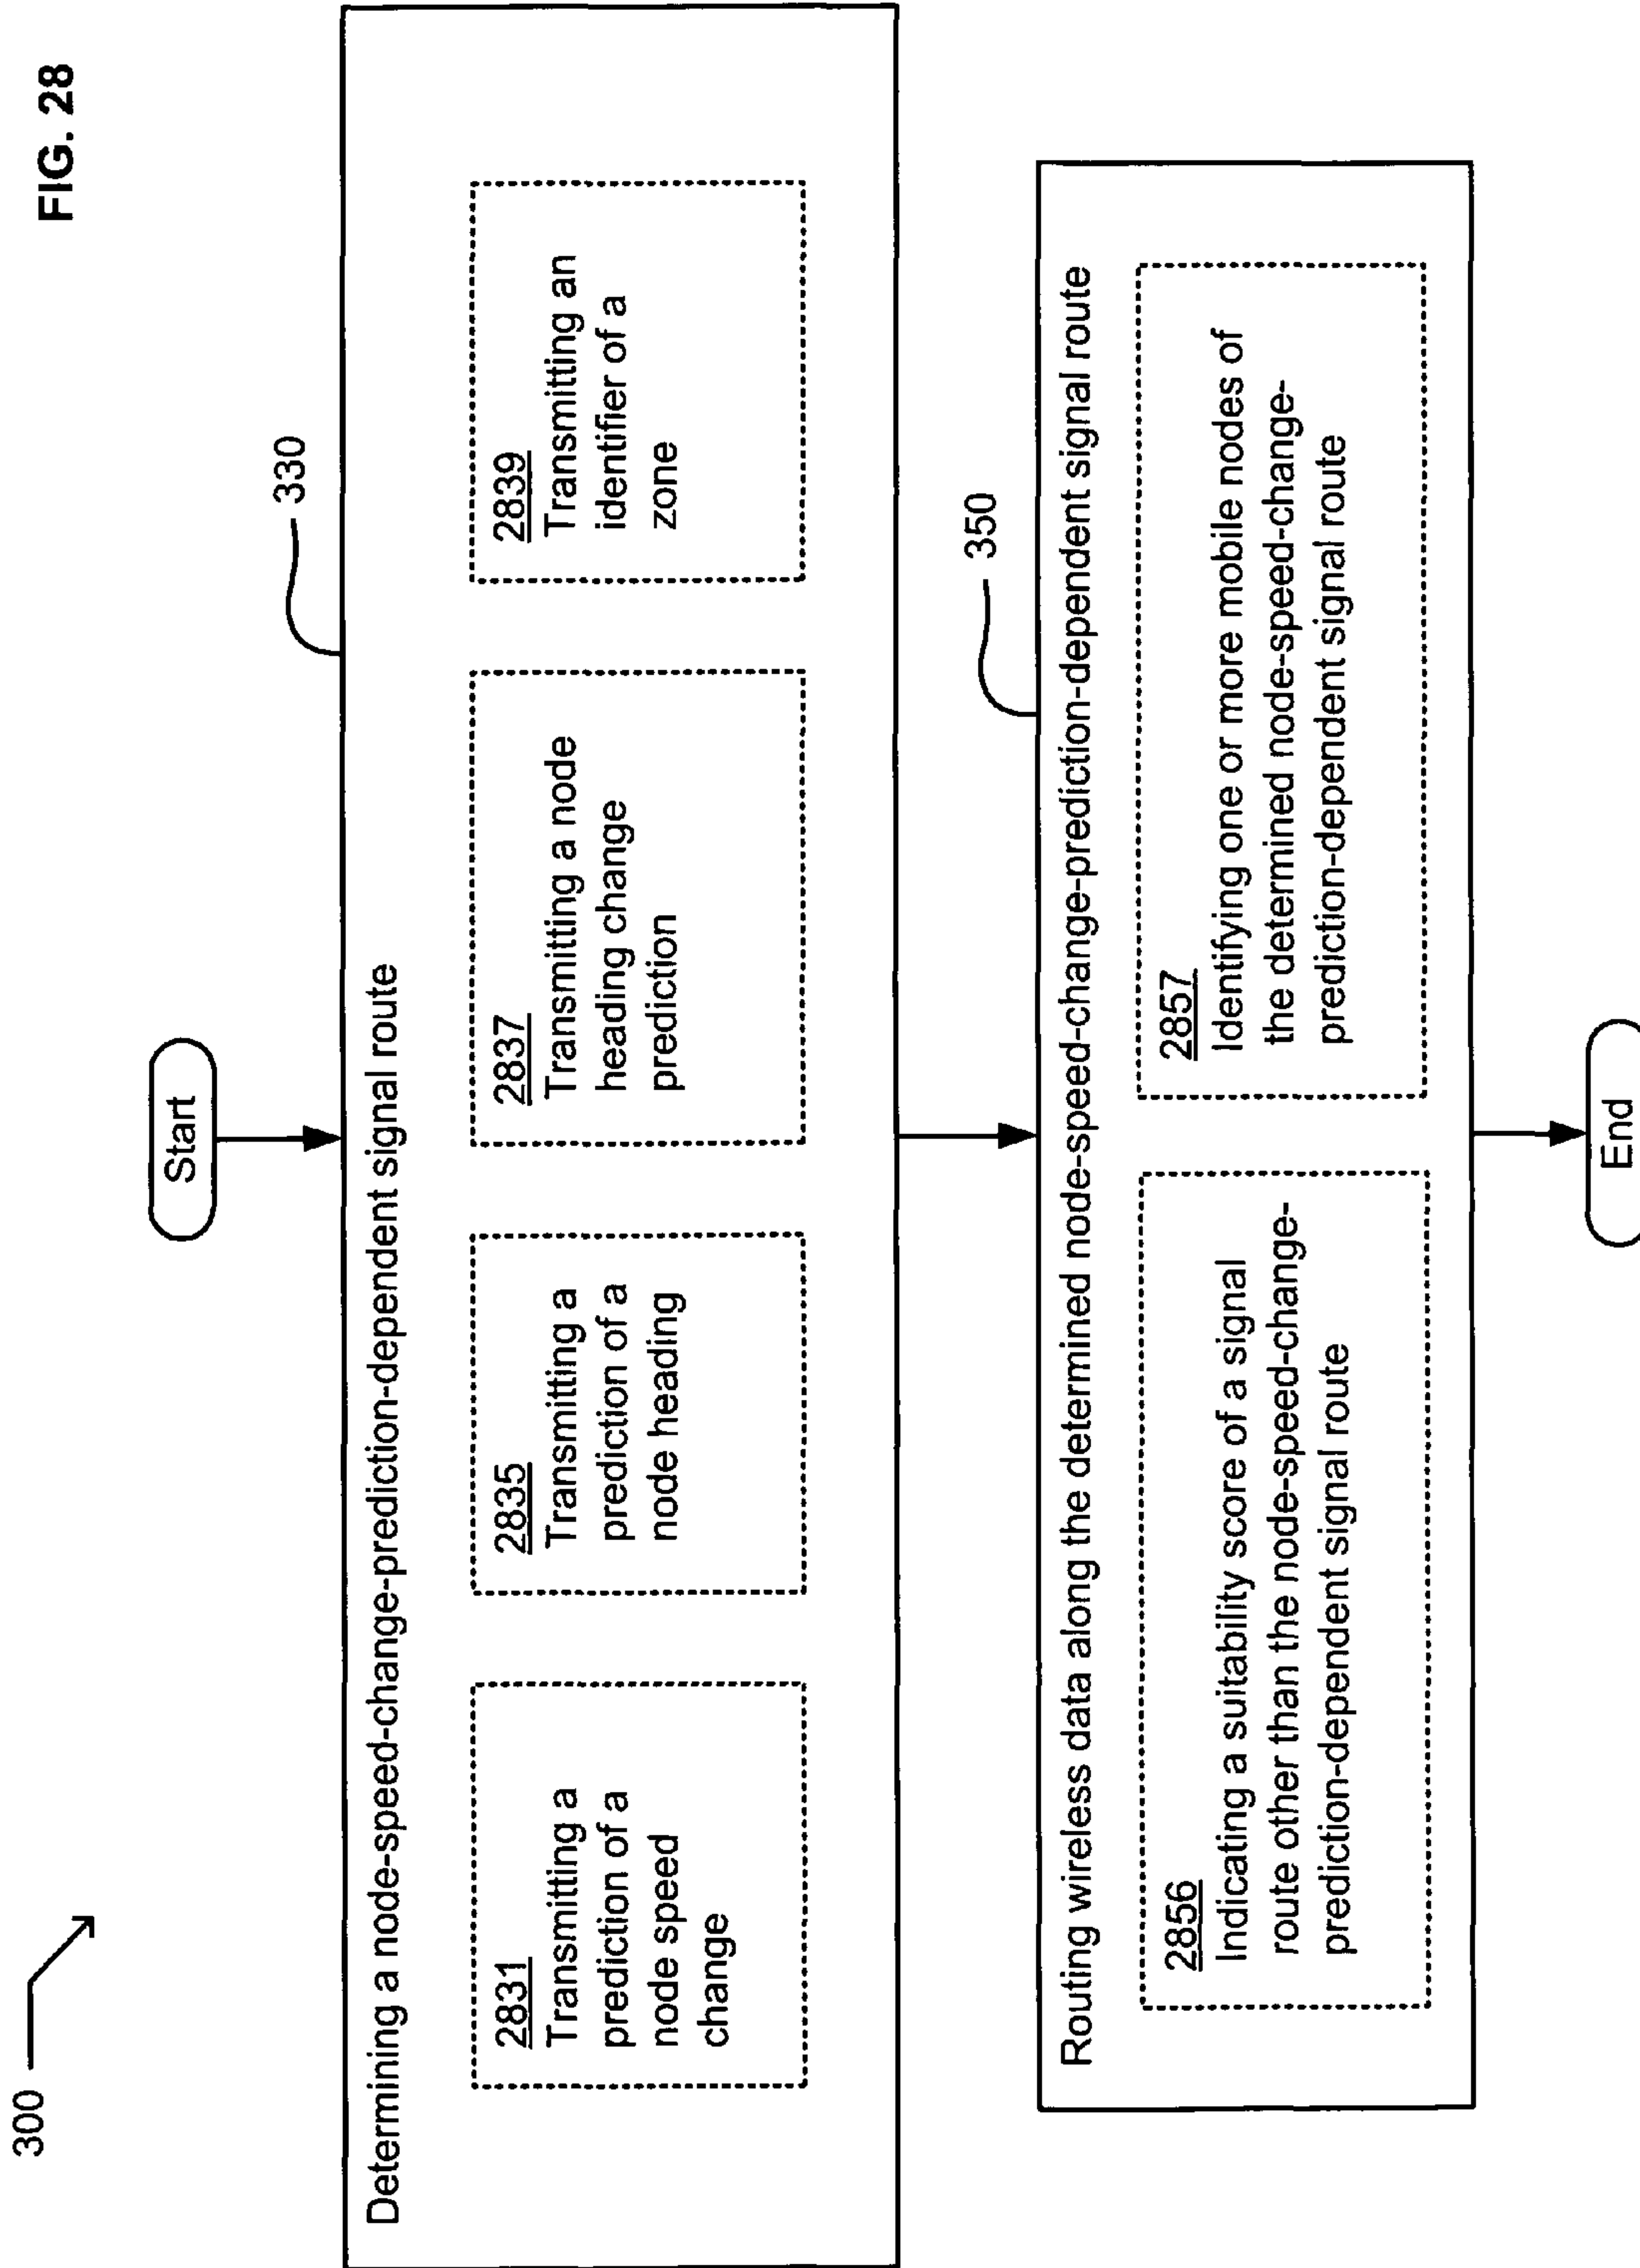 FIG. 28
300
Start
330
Determining a node-speed-change-prediction-dependent signal route
2831
Transmitting a
prediction of a
node speed
change
2835
Transmitting a
prediction of a
node heading
2837
Transmitting a node
heading change
prediction
2839
Transmitting an
identifier of a
zone
350
Routing wireless data along the determined node-speed-change-prediction-dependent signal route
2856
Indicating a suitability score of a signal
route other than the node-speed-change-
prediction-dependent signal route
2857
Identifying one or more mobile nodes of
the determined node-speed-change-
prediction-dependent signal route
End